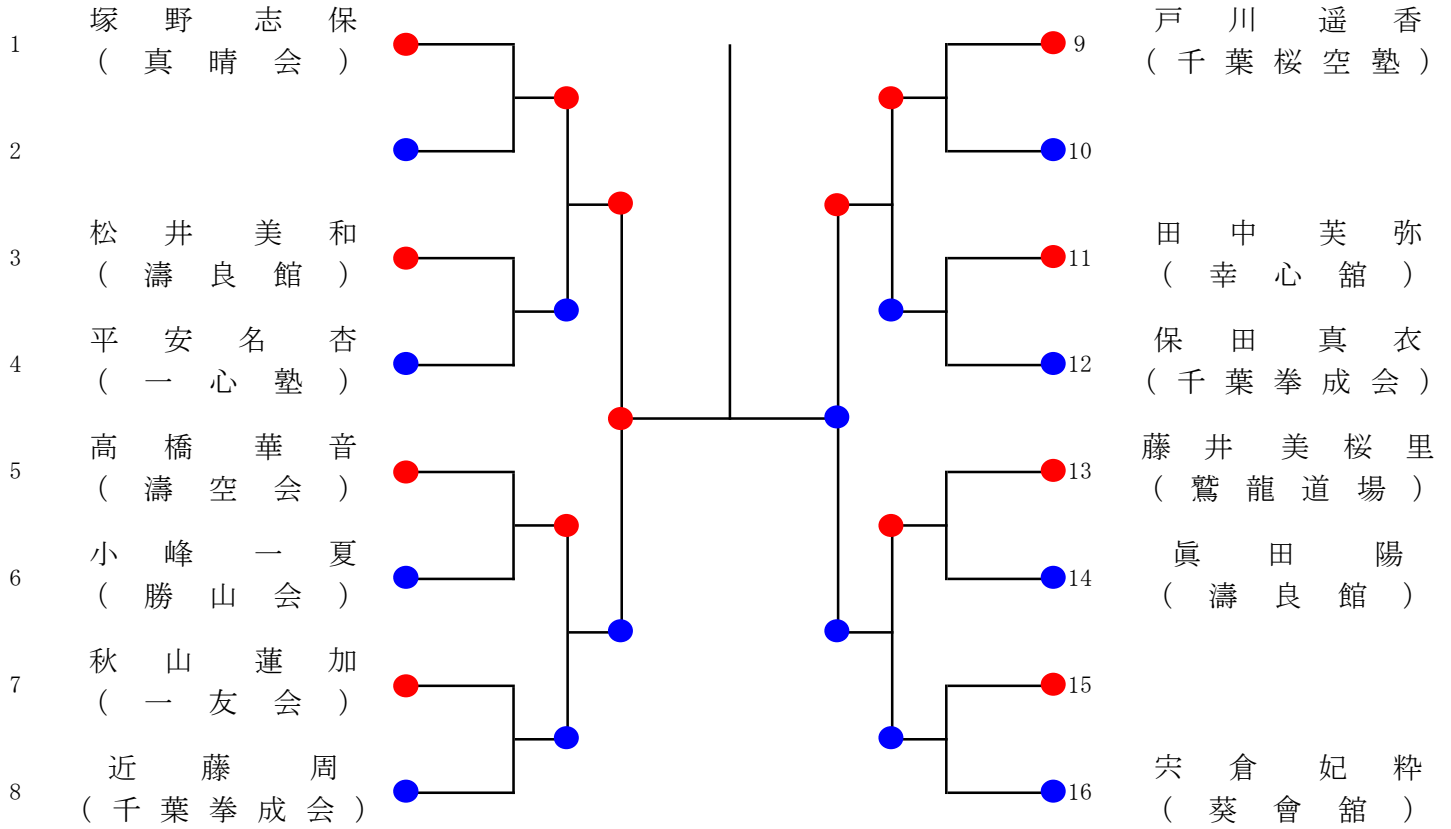 塚野志保
1
(真晴会)
2
松井美和
3
(濤良館)
平安名杏
4
(一心塾)
高橋華音
5
(濤空会)
小峰一夏
6
(勝山会)
秋山蓮加
7
(一友会)
近藤周
8
(千葉拳成会)
戸川遥香
9
(千葉桜空塾)
10
田中芙弥
11
(幸心舘)
保田真衣
12
(千葉拳成会)
藤井美桜里
13
(鷲龍道場)
眞田陽
14
(濤良館)
15
宍倉妃粋
16
(葵會舘)